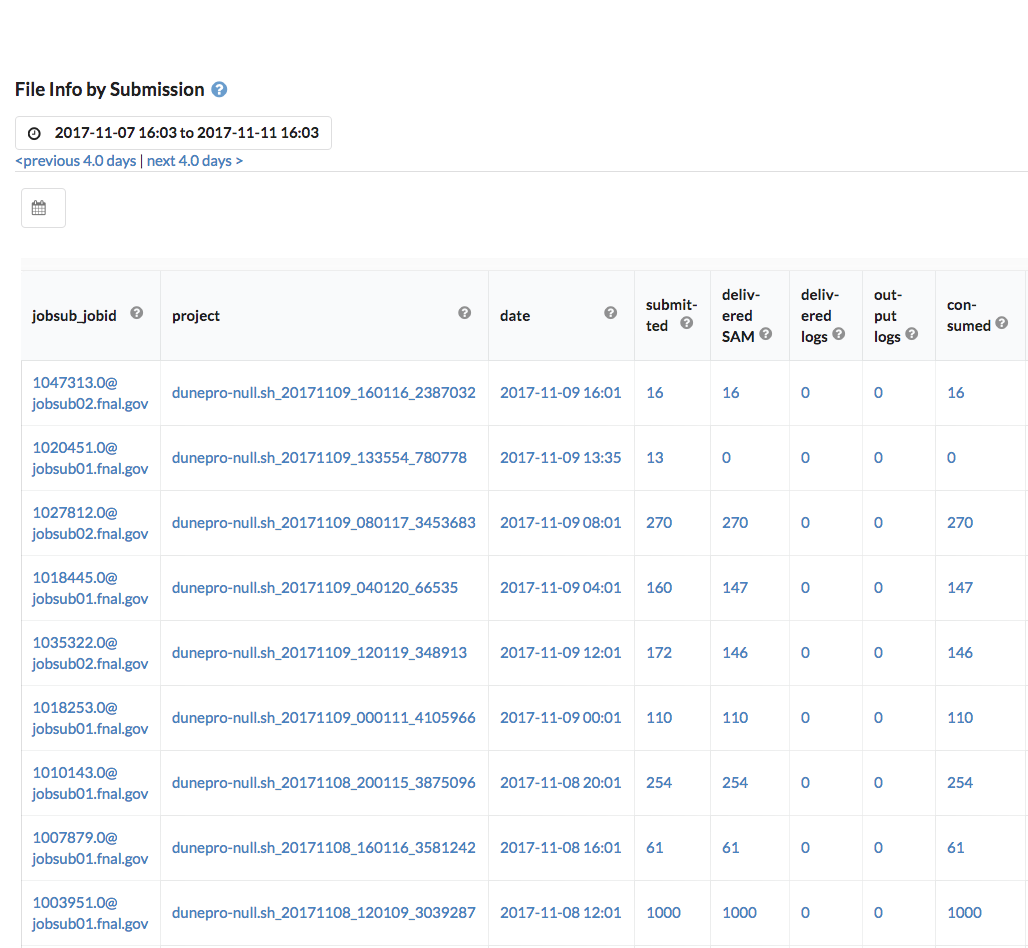 File Info by Submission ?
2017-11-07 16:03 to 2017-11-11 16:03
<previous 4.0 days | next 4.0 days >
jobsub_jobid ? project ? date ? submit-ted ? deliv-ered SAM ? deliv-ered logs ? out-put logs ? con-sumed ?
1047313.0@jobsub02.fnal.gov dunepro-null.sh_20171109_160116_2387032 2017-11-09 16:01 16 16 0 0 16
1020451.0@jobsub01.fnal.gov dunepro-null.sh_20171109_133554_780778 2017-11-09 13:35 13 0 0 0 0
1027812.0@jobsub02.fnal.gov dunepro-null.sh_20171109_080117_3453683 2017-11-09 08:01 270 270 0 0 270
1018445.0@jobsub01.fnal.gov dunepro-null.sh_20171109_040120_66535 2017-11-09 04:01 160 147 0 0 147
1035322.0@jobsub02.fnal.gov dunepro-null.sh_20171109_120119_348913 2017-11-09 12:01 172 146 0 0 146
1018253.0@jobsub01.fnal.gov dunepro-null.sh_20171109_000111_4105966 2017-11-09 00:01 110 110 0 0 110
1010143.0@jobsub01.fnal.gov dunepro-null.sh_20171108_200115_3875096 2017-11-08 20:01 254 254 0 0 254
1007879.0@jobsub01.fnal.gov dunepro-null.sh_20171108_160116_3581242 2017-11-08 16:01 61 61 0 0 61
1003951.0@jobsub01.fnal.gov dunepro-null.sh_20171108_120109_3039287 2017-11-08 12:01 1000 1000 0 0 1000